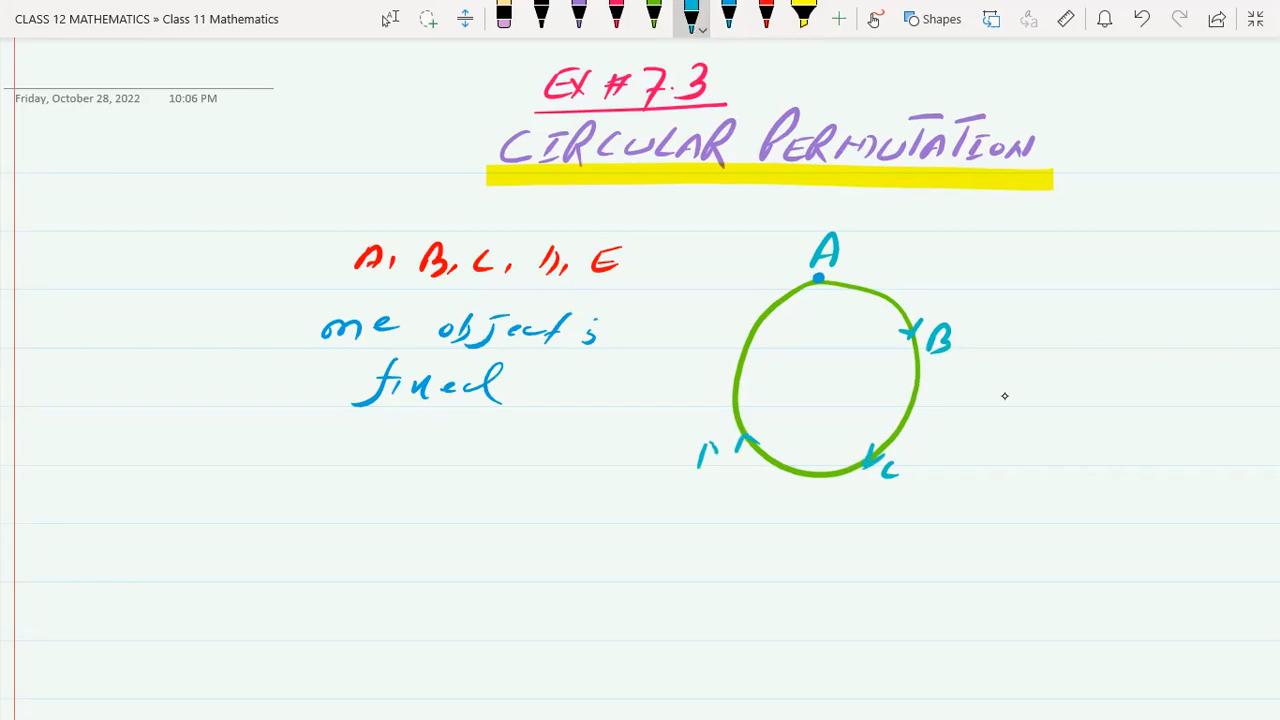 CLASS 12 MATHEMATICS » Class 11 Mathematics
Shapes
Friday, October 28, 2022 10:06 PM
EX # 7.3
CIRCULAR PERMUTATION
A, B, C, D, E
one object is
fixed
A
B
C